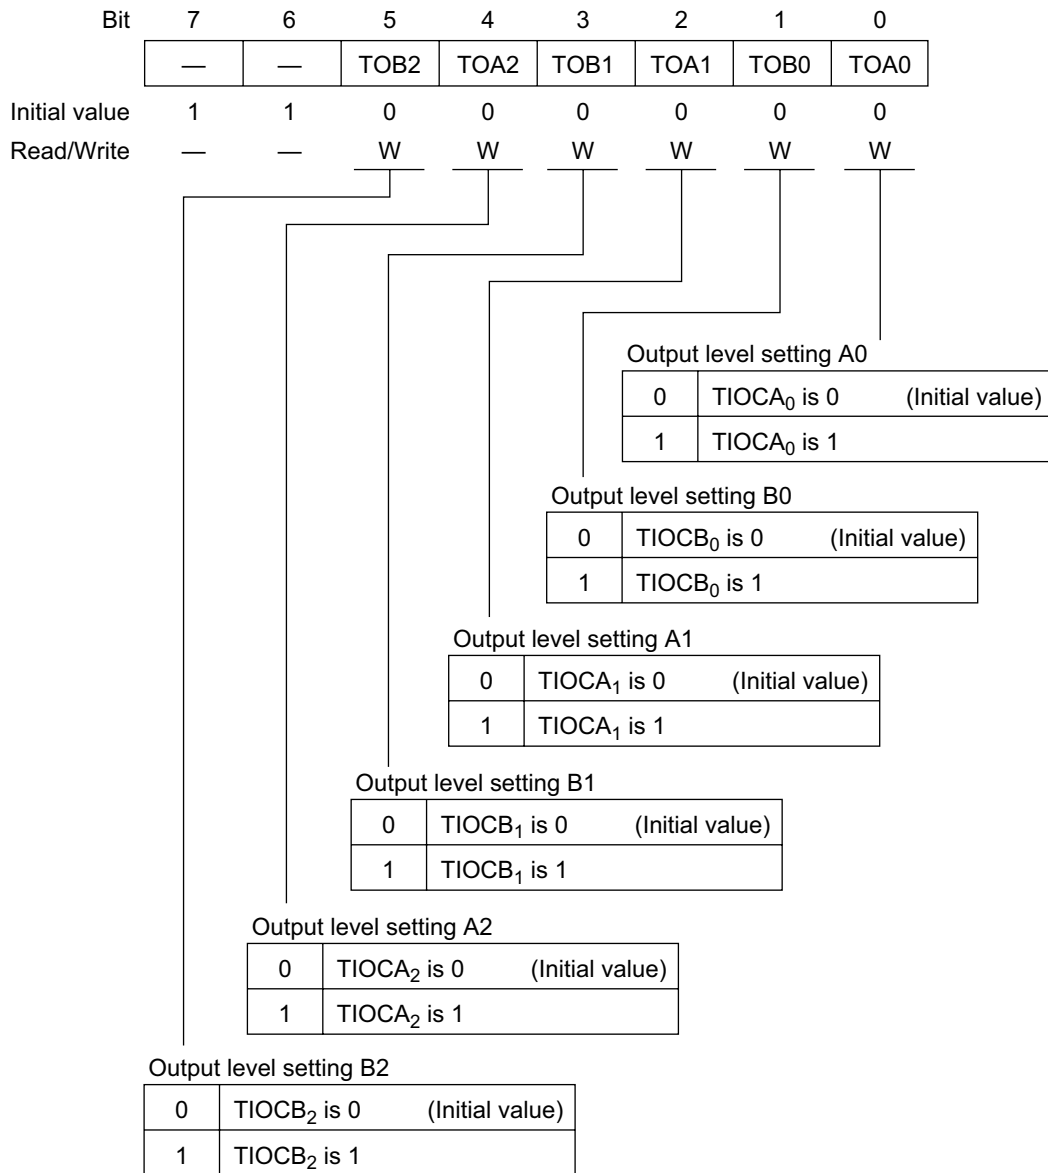 Bit 7 6 5 4 3 2 1 0
— — TOB2 TOA2 TOB1 TOA1 TOB0 TOA0
Initial value 1 1 0 0 0 0 0 0
Read/Write — — W W W W W W
Output level setting A0
0 TIOCA₀ is 0 (Initial value)
1 TIOCA₀ is 1
Output level setting B0
0 TIOCB₀ is 0 (Initial value)
1 TIOCB₀ is 1
Output level setting A1
0 TIOCA₁ is 0 (Initial value)
1 TIOCA₁ is 1
Output level setting B1
0 TIOCB₁ is 0 (Initial value)
1 TIOCB₁ is 1
Output level setting A2
0 TIOCA₂ is 0 (Initial value)
1 TIOCA₂ is 1
Output level setting B2
0 TIOCB₂ is 0 (Initial value)
1 TIOCB₂ is 1